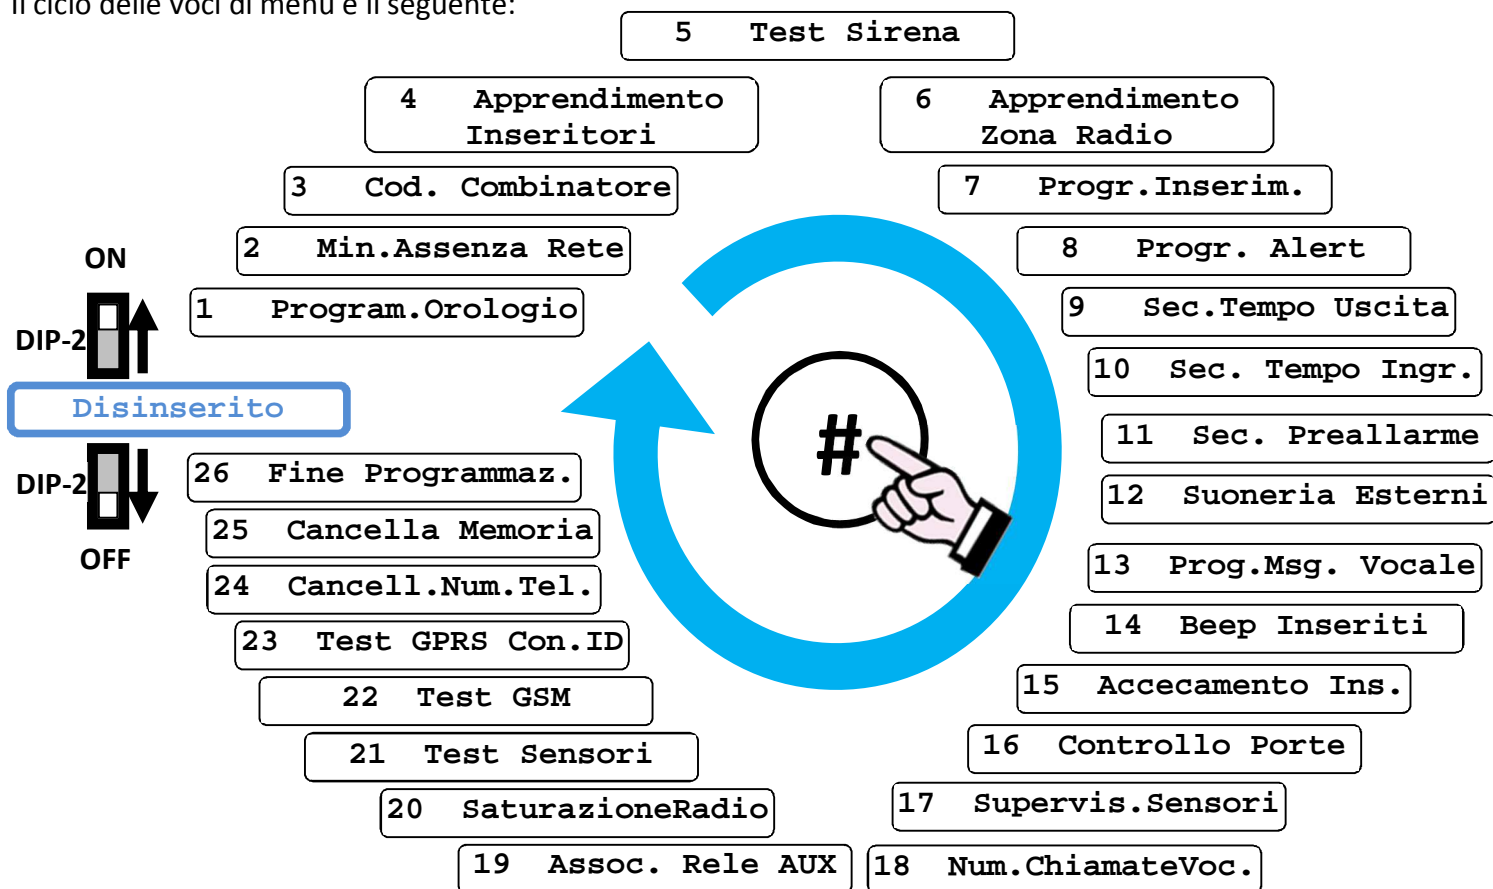 Il ciclo delle voci di menu è il seguente:
5 Test Sirena
4 Apprendimento
Inseritori
6 Apprendimento
Zona Radio
3 Cod. Combinatore
7 Progr.Inserim.
2 Min.Assenza Rete
8 Progr. Alert
ON
1 Program.Orologio
9 Sec.Tempo Uscita
DIP-2
10 Sec. Tempo Ingr.
Disinserito
#
11 Sec. Preallarme
26 Fine Programmaz.
DIP-2
12 Suoneria Esterni
25 Cancella Memoria
OFF
13 Prog.Msg. Vocale
24 Cancell.Num.Tel.
14 Beep Inseriti
23 Test GPRS Con.ID
15 Accecamento Ins.
22 Test GSM
16 Controllo Porte
21 Test Sensori
17 Supervis.Sensori
20 SaturazioneRadio
19 Assoc. Rele AUX
18 Num.ChiamateVoc.